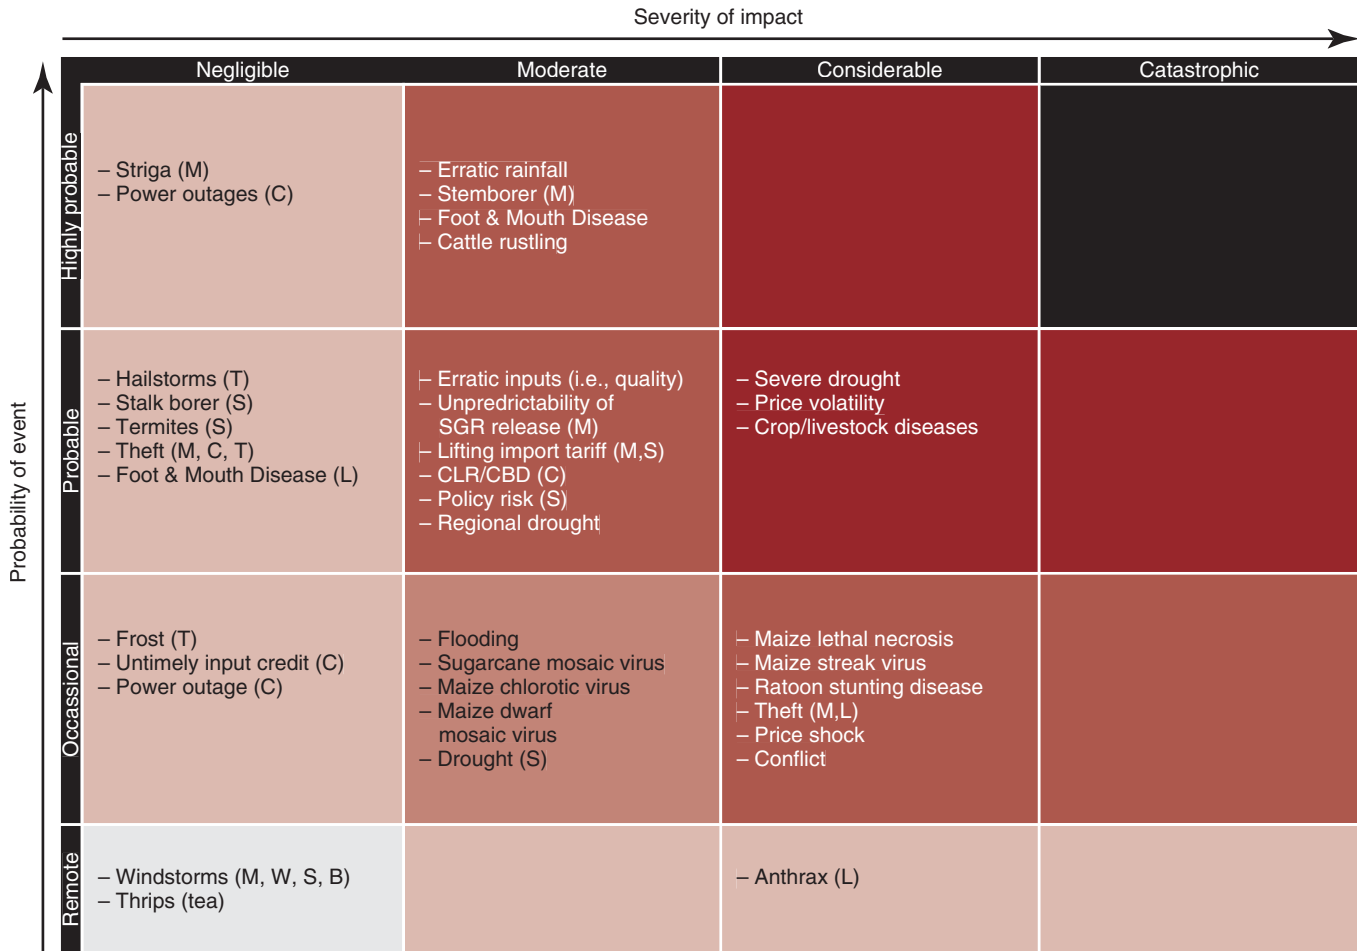 Severity of impact
Negligible
Moderate
Considerable
Catastrophic
Probability of event
Highly probable
– Striga (M)
– Power outages (C)
– Erratic rainfall
– Stemborer (M)
– Foot & Mouth Disease
– Cattle rustling
Probable
– Hailstorms (T)
– Stalk borer (S)
– Termites (S)
– Theft (M, C, T)
– Foot & Mouth Disease (L)
– Erratic inputs (i.e., quality)
– Unpredrictability of
SGR release (M)
– Lifting import tariff (M,S)
– CLR/CBD (C)
– Policy risk (S)
– Regional drought
– Severe drought
– Price volatility
– Crop/livestock diseases
Occassional
– Frost (T)
– Untimely input credit (C)
– Power outage (C)
– Flooding
– Sugarcane mosaic virus
– Maize chlorotic virus
– Maize dwarf
mosaic virus
– Drought (S)
– Maize lethal necrosis
– Maize streak virus
– Ratoon stunting disease
– Theft (M,L)
– Price shock
– Conflict
Remote
– Windstorms (M, W, S, B)
– Thrips (tea)
– Anthrax (L)